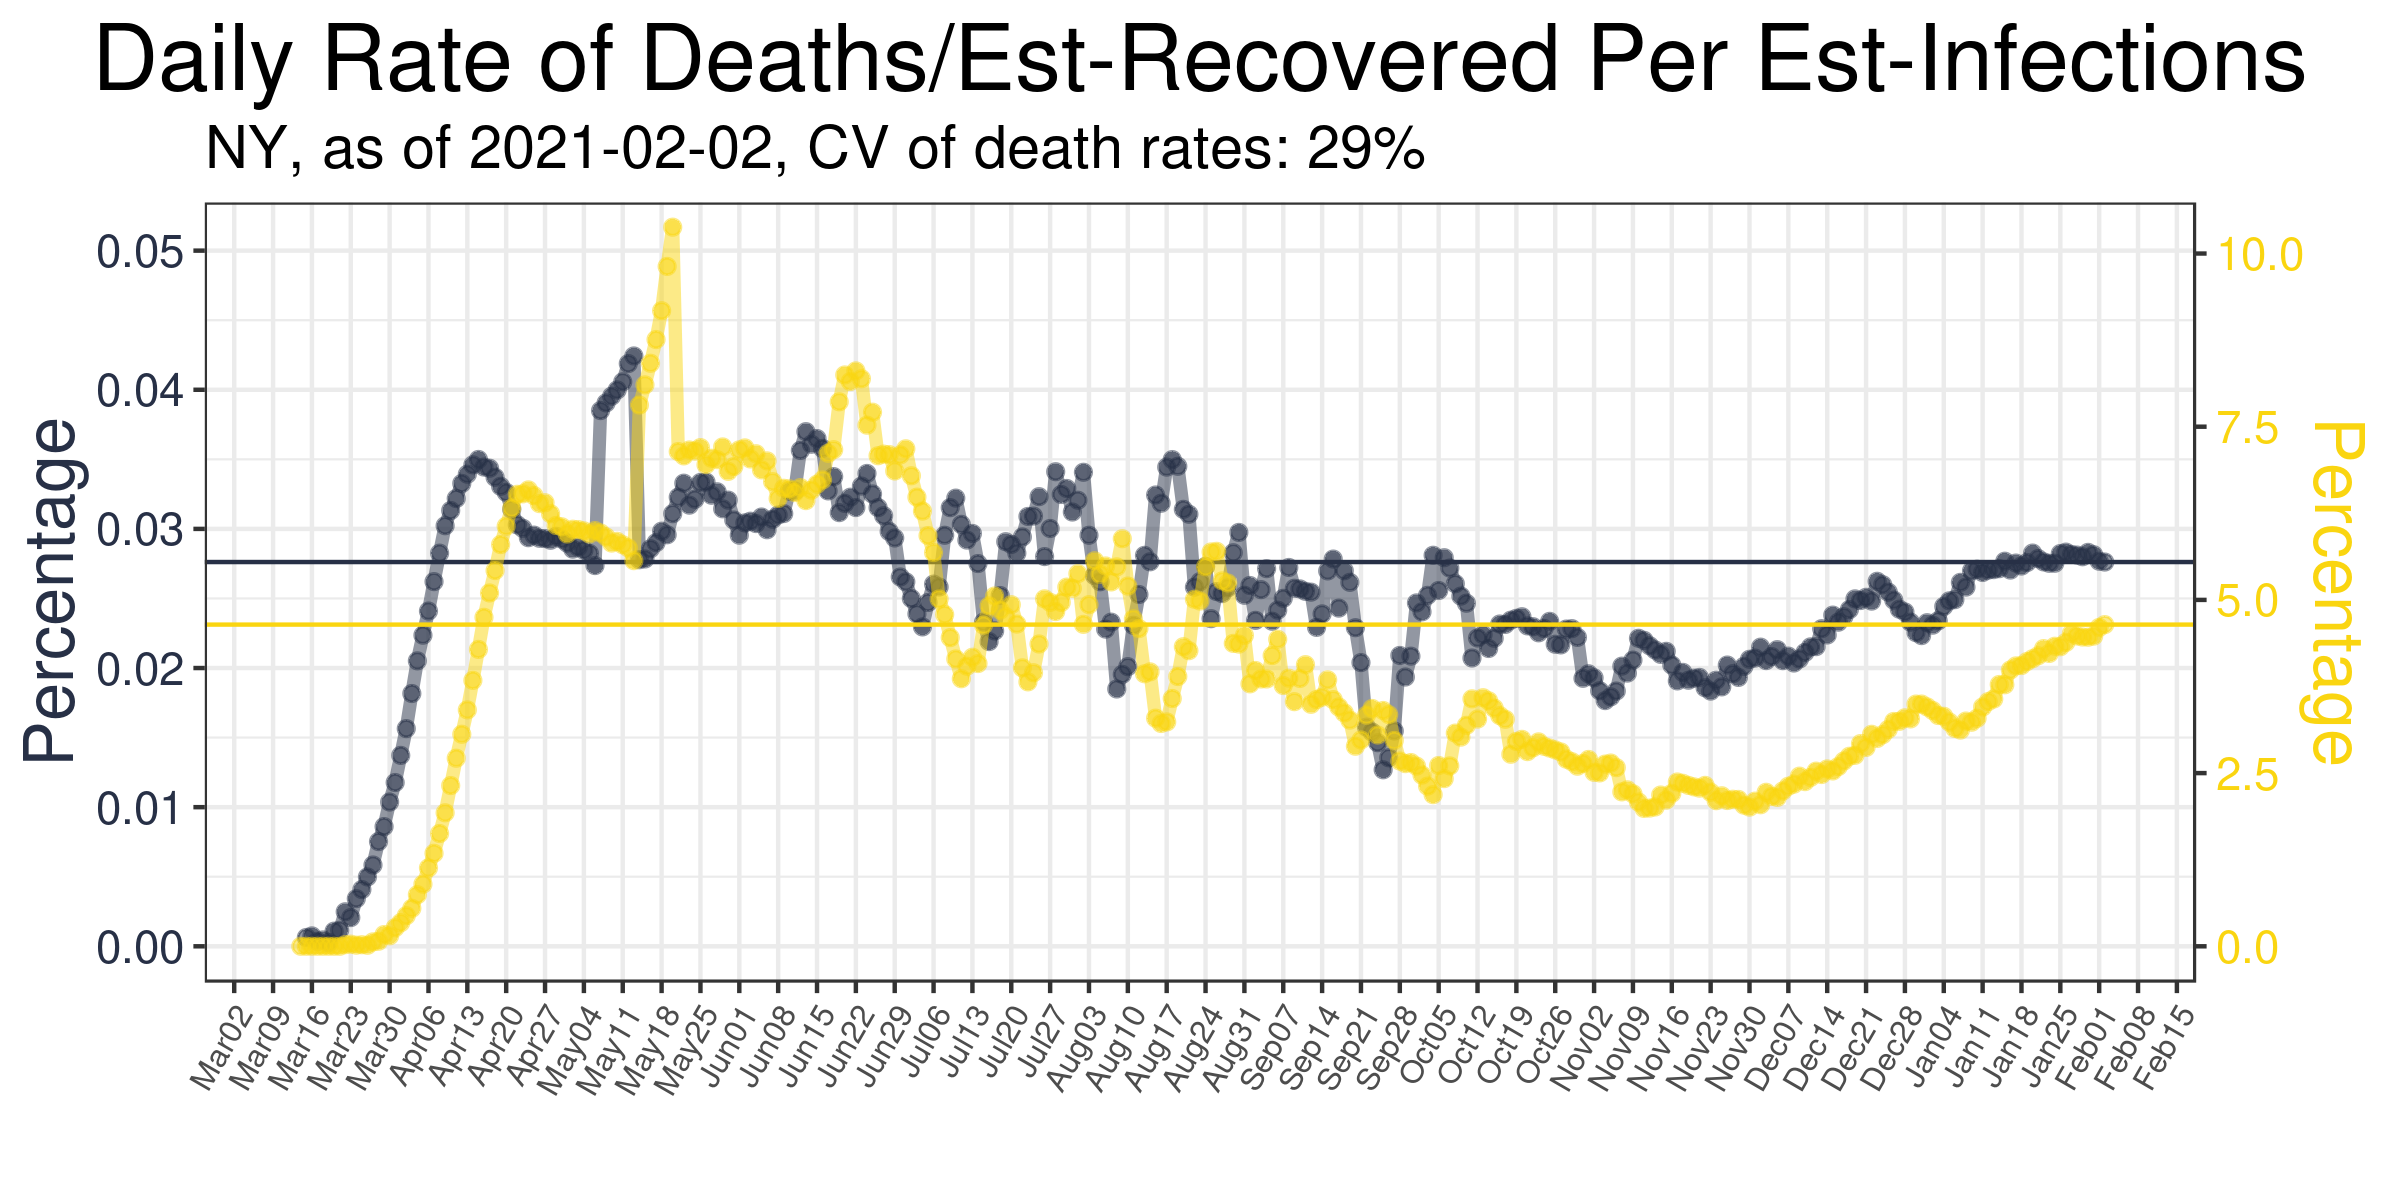 Daily Rate of Deaths/Est-Recovered Per Est-Infections
NY, as of 2021-02-02, CV of death rates: 29%
Percentage
0.05
0.04
0.03
0.02
0.01
0.00
10.0
7.5
5.0
2.5
0.0
Percentage
Mar02
Mar09
Mar16
Mar23
Mar30
Apr06
Apr13
Apr20
Apr27
May04
May11
May18
May25
Jun01
Jun08
Jun15
Jun22
Jun29
Jul06
Jul13
Jul20
Jul27
Aug03
Aug10
Aug17
Aug24
Aug31
Sep07
Sep14
Sep21
Sep28
Oct05
Oct12
Oct19
Oct26
Nov02
Nov09
Nov16
Nov23
Nov30
Dec07
Dec14
Dec21
Dec28
Jan04
Jan11
Jan18
Jan25
Feb01
Feb08
Feb15